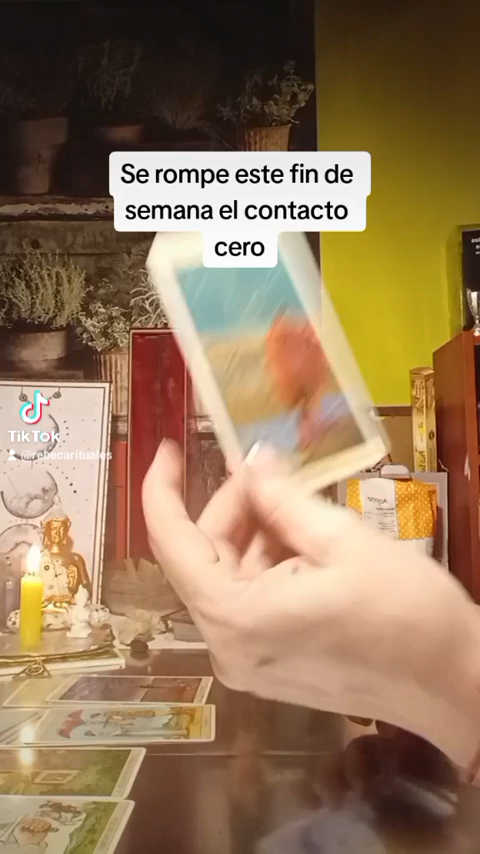 Se rompe este fin de
semana el contacto
cero
TikTok
@rebecarituales